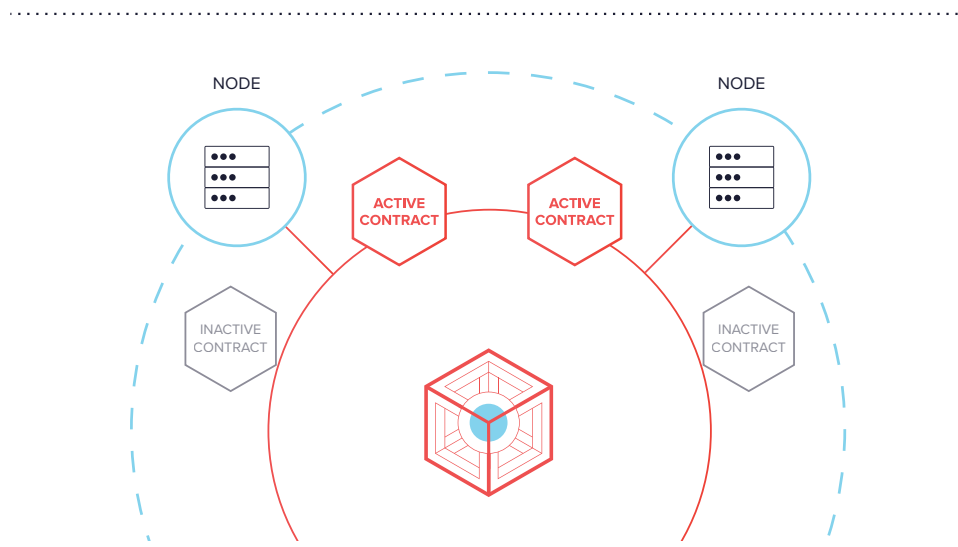 NODE
NODE
ACTIVE
CONTRACT
ACTIVE
CONTRACT
INACTIVE
CONTRACT
INACTIVE
CONTRACT